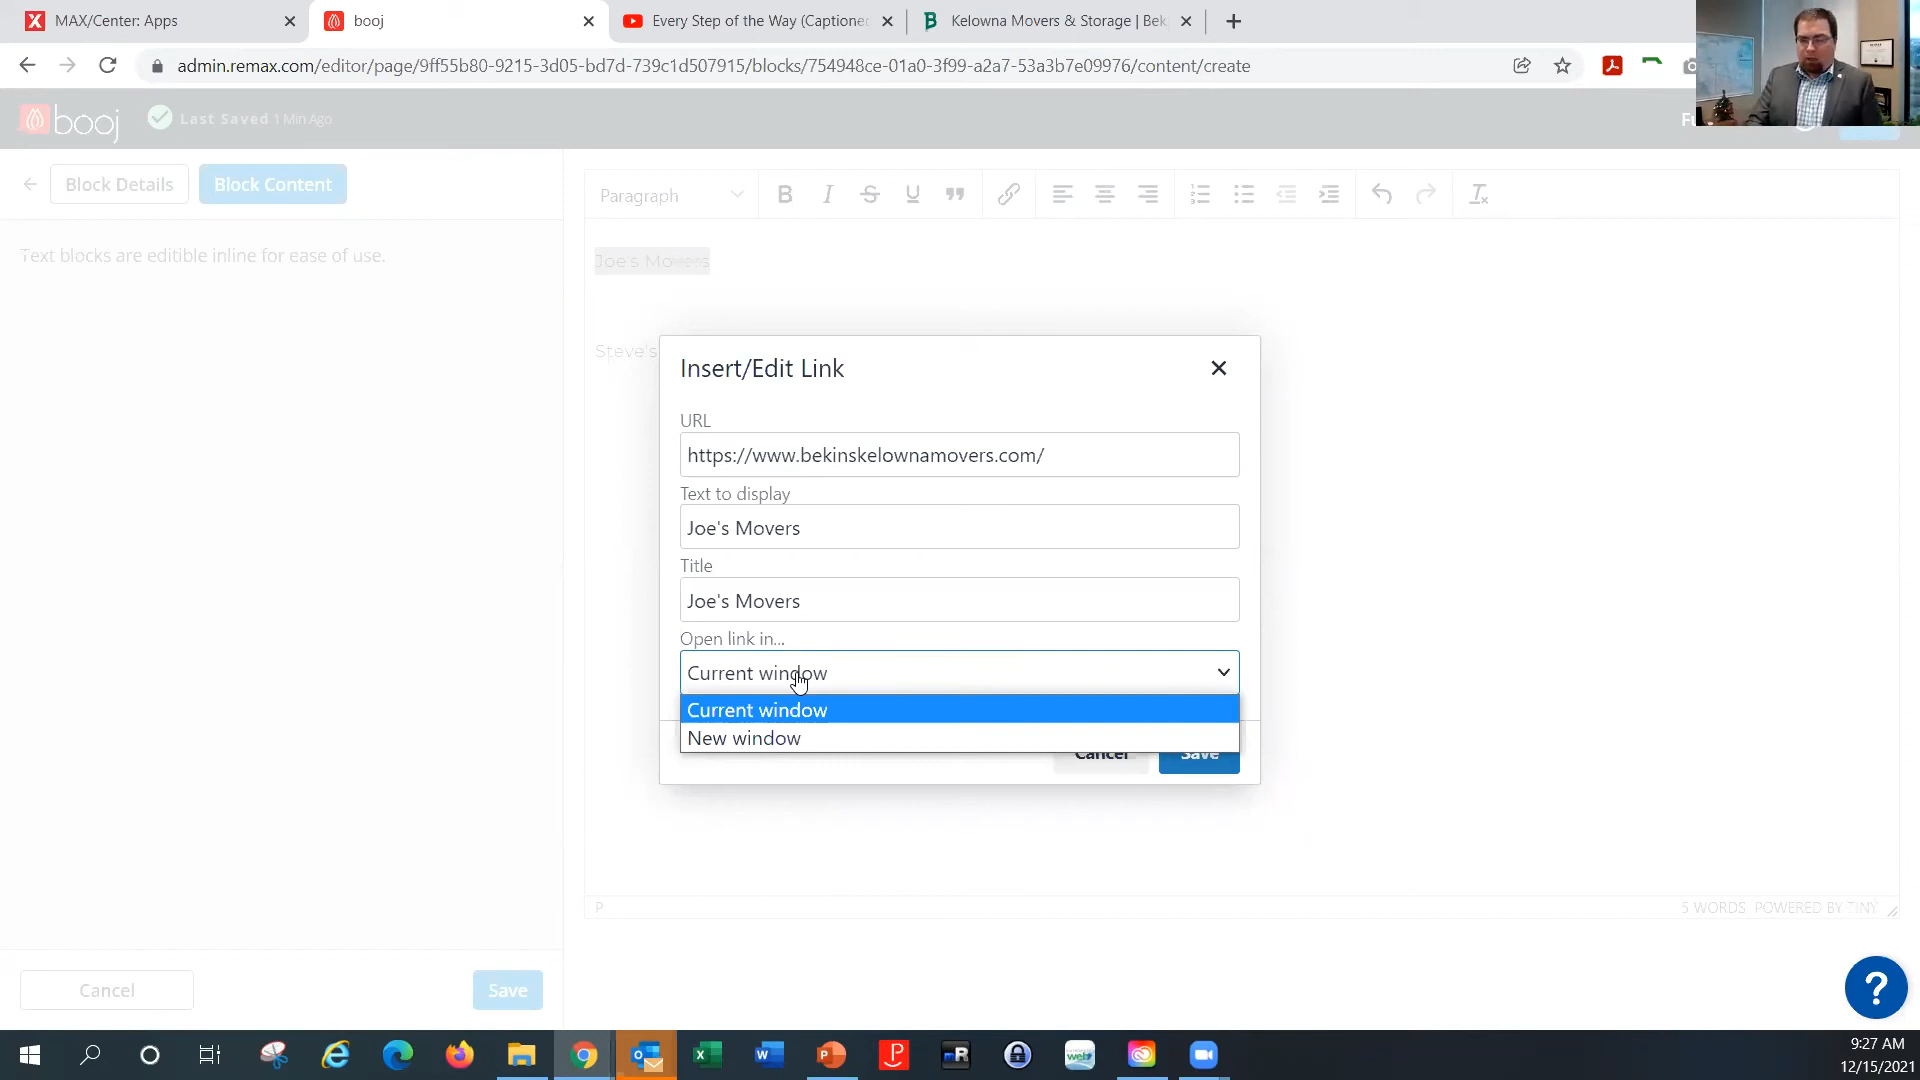 MAX/Center: Apps
booj
Every Step of the Way (Captioned
Kelowna Movers & Storage | Bek
admin.remax.com/editor/page/9ff55b80-9215-3d05-bd7d-739c1d507915/blocks/754948ce-01a0-3f99-a2a7-53a3b7e09976/content/create
booj
Last Saved 1 Min Ago
Block Details
Block Content
Paragraph
Text blocks are editible inline for ease of use.
Joe's Movers
Steve's
Insert/Edit Link
URL
https://www.bekinskelownamovers.com/
Text to display
Joe's Movers
Title
Joe's Movers
Open link in...
Current window
Current window
New window
Cancel
Save
P
5 WORDS POWERED BY TINY
Cancel
Save
?
9:27 AM
12/15/2021